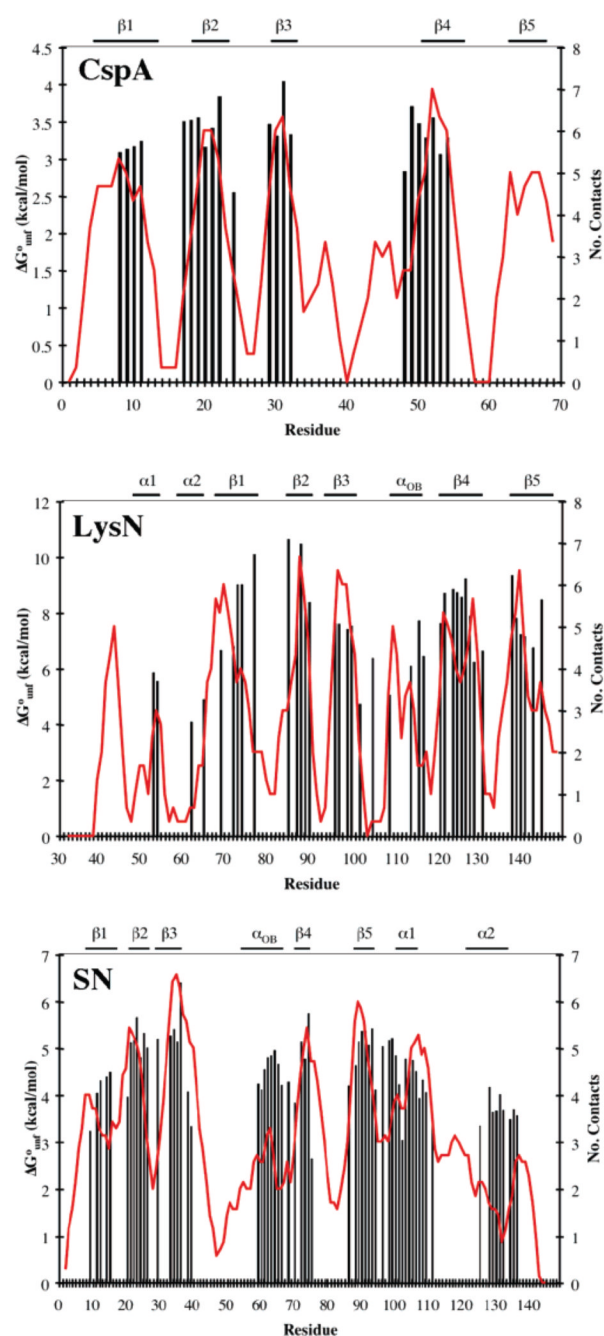 β1 β2 β3 β4 β5
CspA
4.5
4
3.5
3
2.5
2
1.5
1
0.5
0
ΔG°unf (kcal/mol)
8
7
6
5
4
3
2
1
0
No. Contacts
0 10 20 30 40 50 60 70
Residue
α1 α2 β1 β2 β3 αOB β4 β5
LysN
12
10
8
6
4
2
0
ΔG°unf (kcal/mol)
8
7
6
5
4
3
2
1
0
No. Contacts
30 40 50 60 70 80 90 100 110 120 130 140
Residue
β1 β2 β3 αOB β4 β5 α1 α2
SN
7
6
5
4
3
2
1
0
ΔG°unf (kcal/mol)
7
6
5
4
3
2
1
0
No. Contacts
0 10 20 30 40 50 60 70 80 90 100 110 120 130 140
Residue